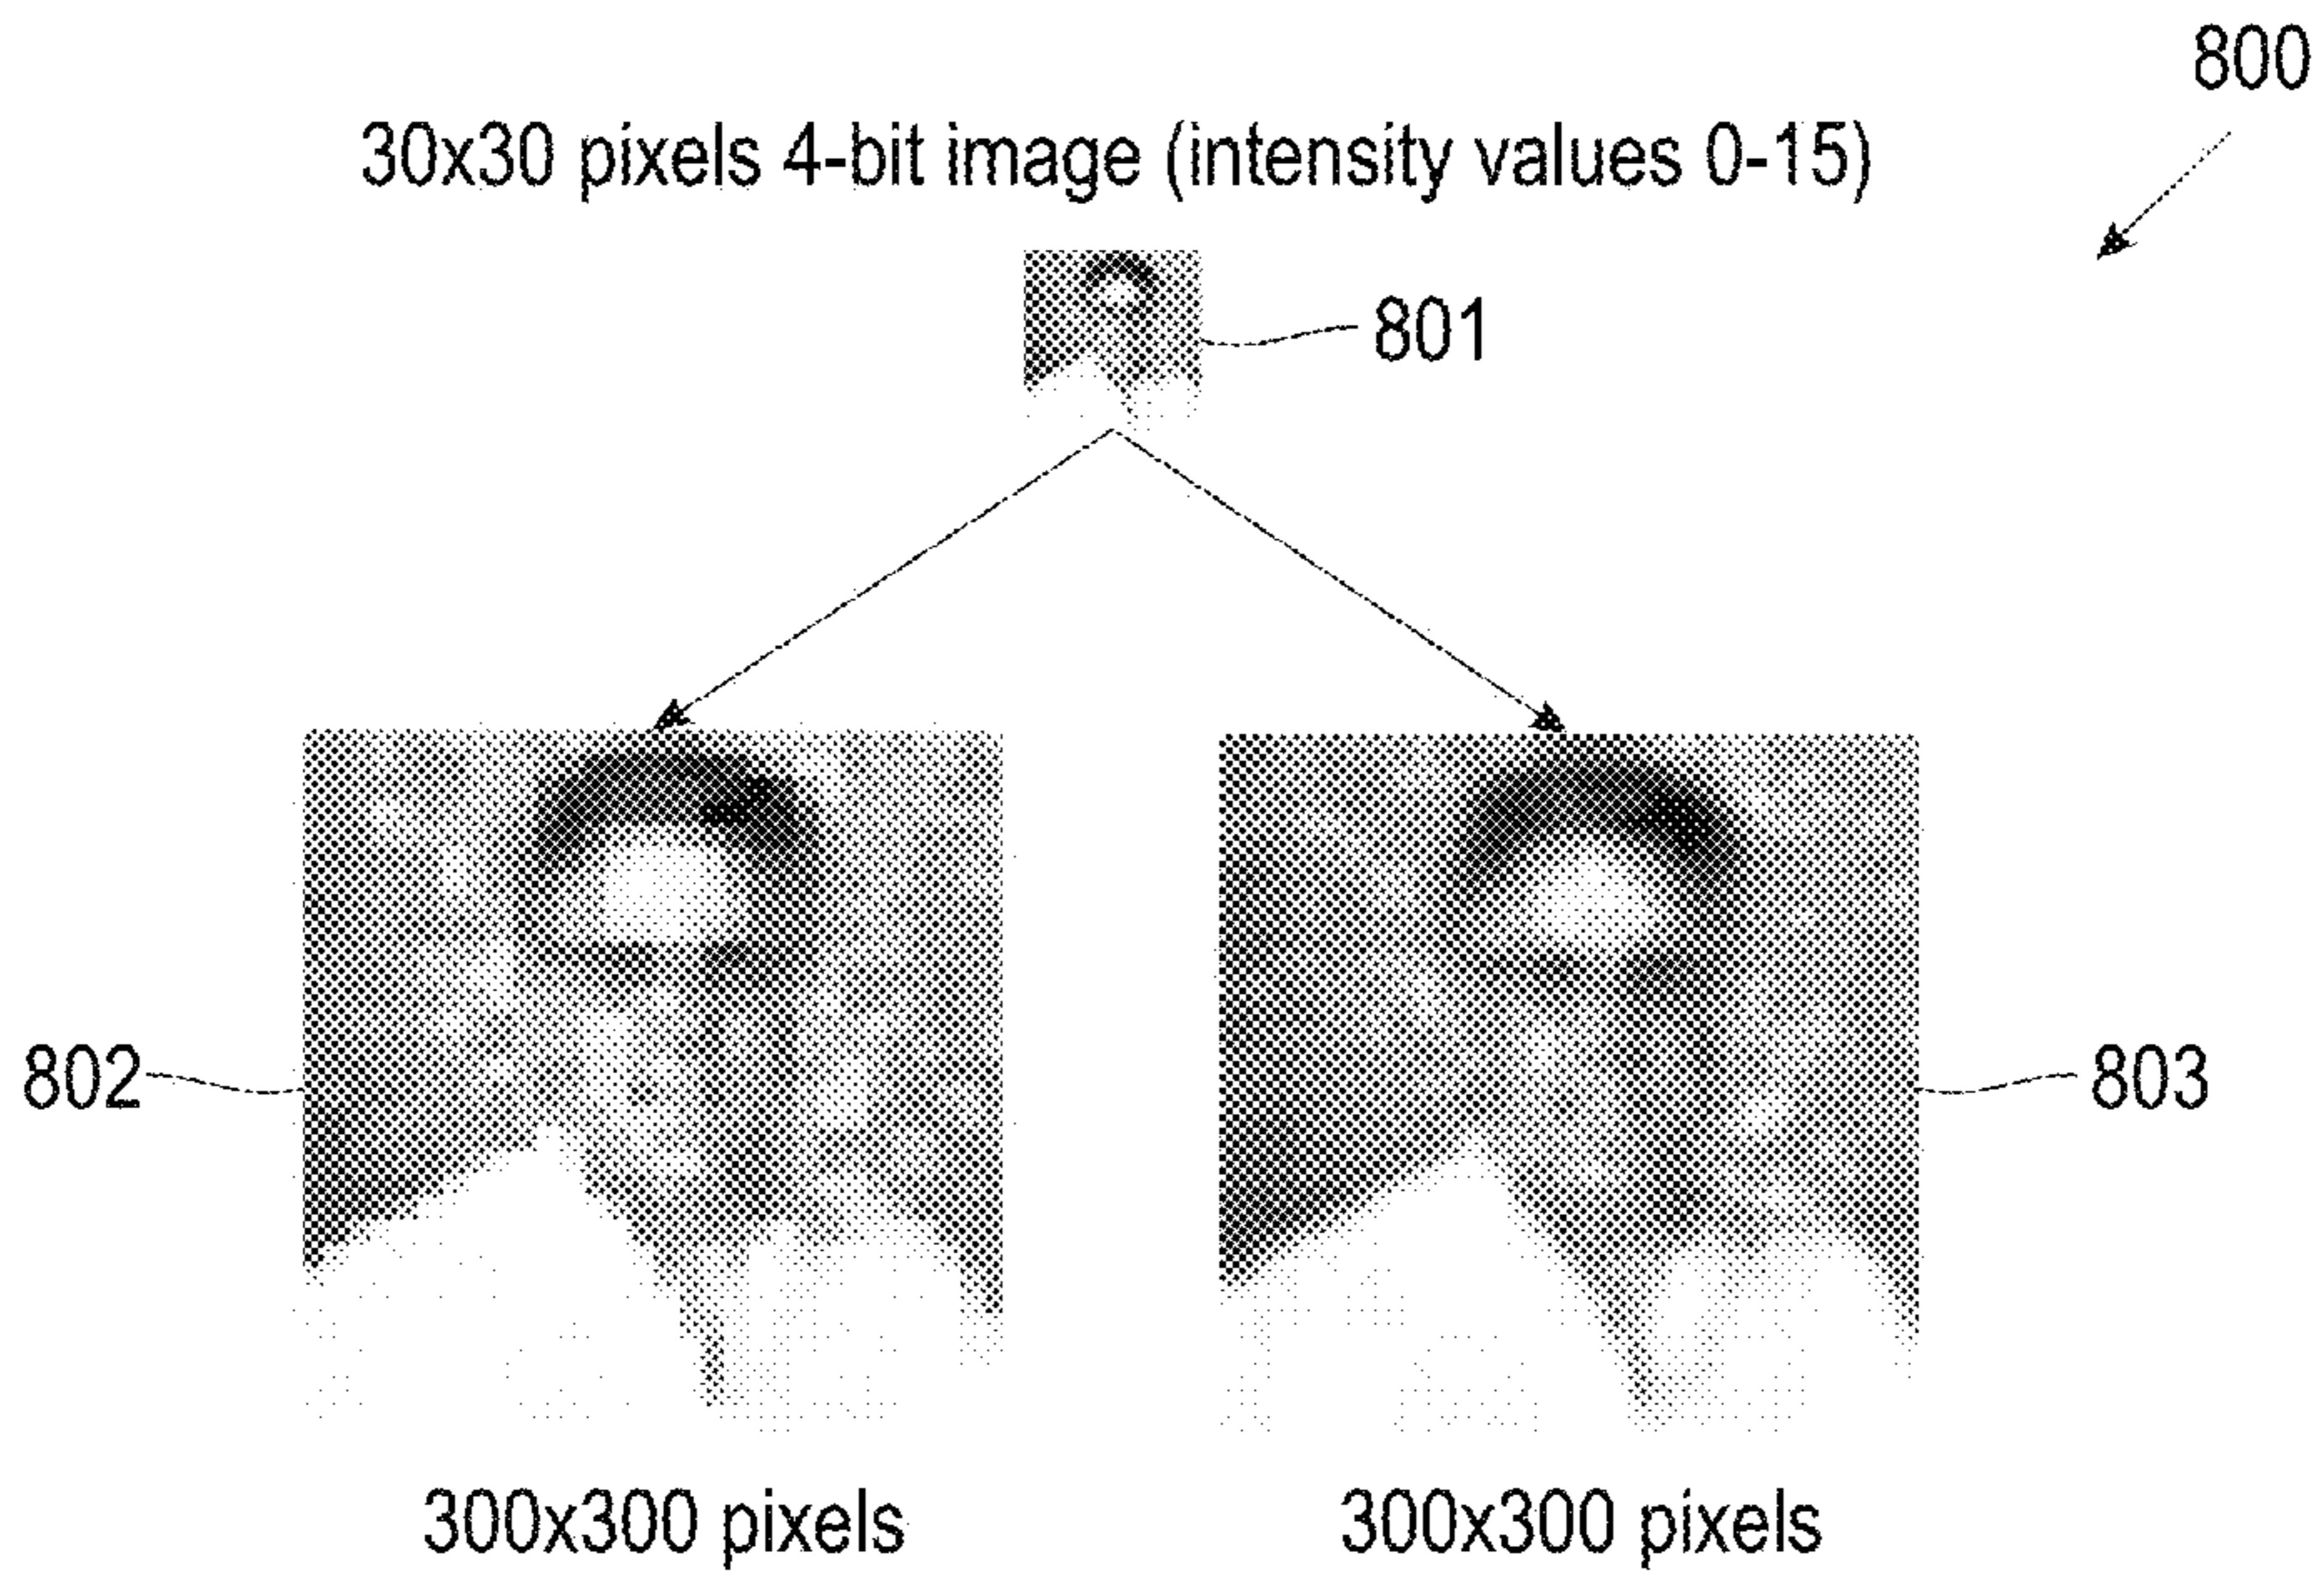 800
30x30 pixels 4-bit image (intensity values 0-15)
801
802
803
300x300 pixels
300x300 pixels